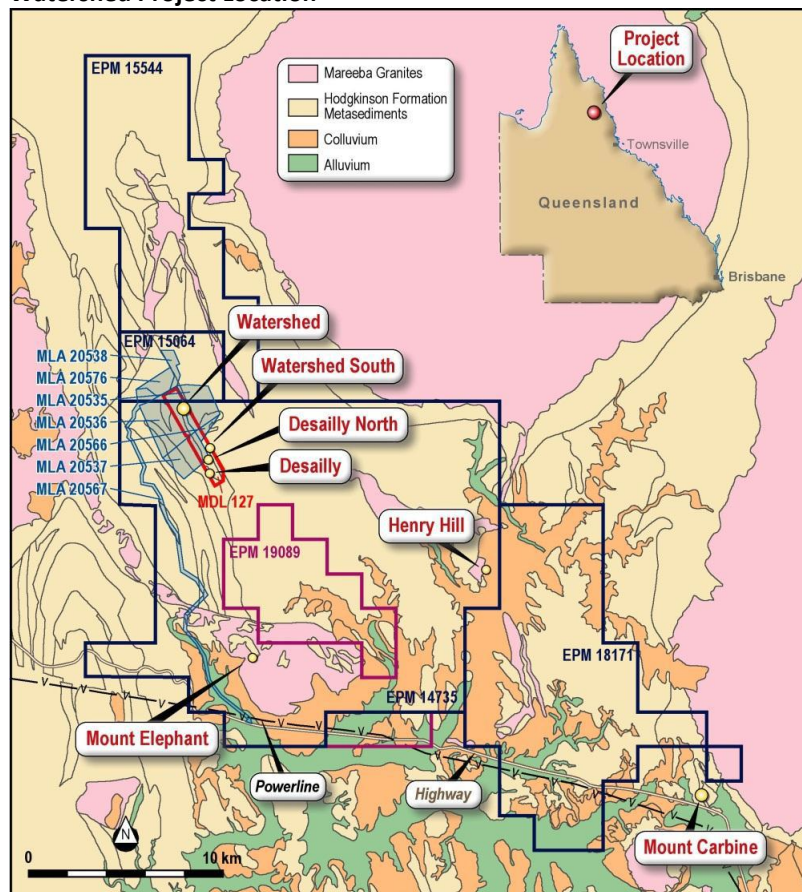 Watershed Project Location
EPM 15544
Mareeba Granites
Hodgkinson Formation
Metasediments
Colluvium
Alluvium
Project
Location
Townsville
Queensland
Brisbane
EPM 15064
Watershed
MLA 20538
MLA 20576
MLA 20535
MLA 20536
MLA 20566
MLA 20537
MLA 20567
Watershed South
Desailly North
Desailly
MDL 127
Henry Hill
EPM 19089
EPM 18171
EPM 14735
Mount Elephant
Powerline
Highway
Mount Carbine
V V V V V V V V V V V
N
0 10 km